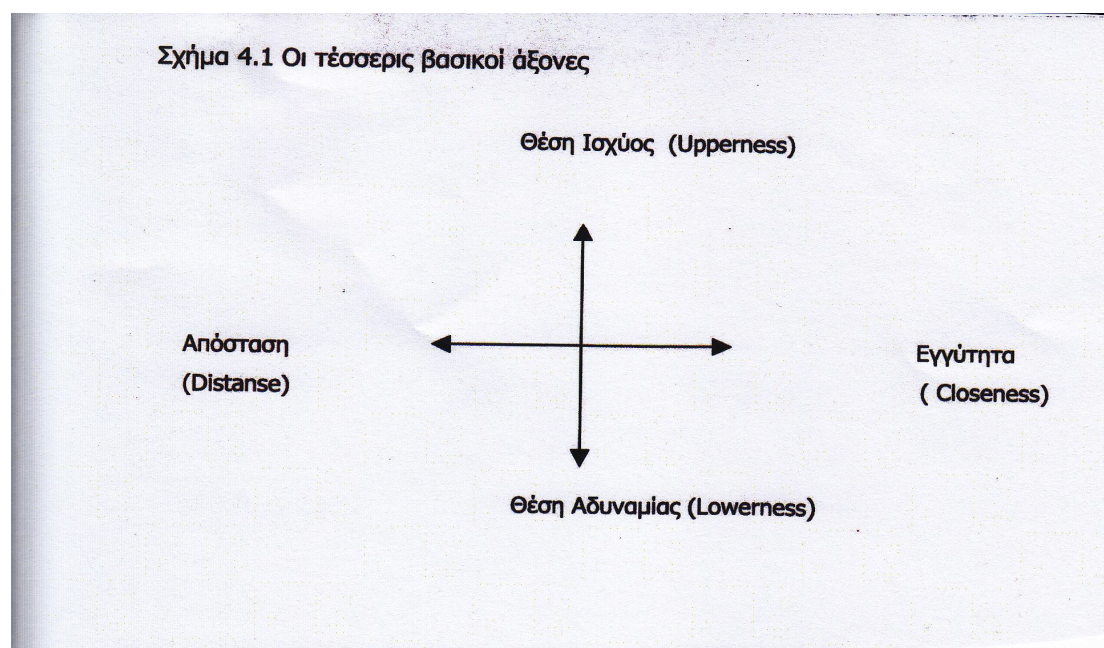 Σχήμα 4.1 Οι τέσσερις βασικοί άξονες
Θέση Ισχύος (Upperness)
Απόσταση
(Distanse)
Εγγύτητα
( Closeness)
Θέση Αδυναμίας (Lowerness)